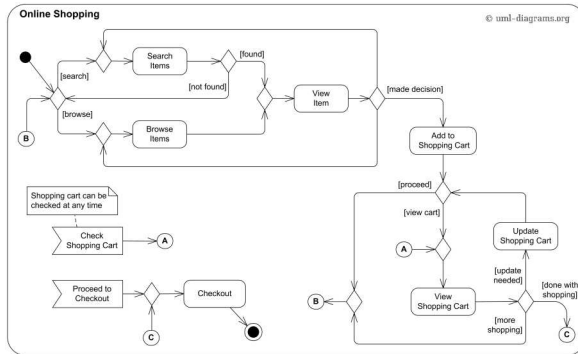 Online Shopping
© uml-diagrams.org
Search
Items
[found]
[search]
[not found]
View
Item
[made decision]
B
[browse]
Browse
Items
Add to
Shopping Cart
[proceed]
[view cart]
Shopping cart can be
checked at any time
Check
Shopping Cart
A
A
Update
Shopping Cart
Proceed to
Checkout
Checkout
B
View
Shopping Cart
[update
needed]
[done with
shopping]
[more
shopping]
C
C